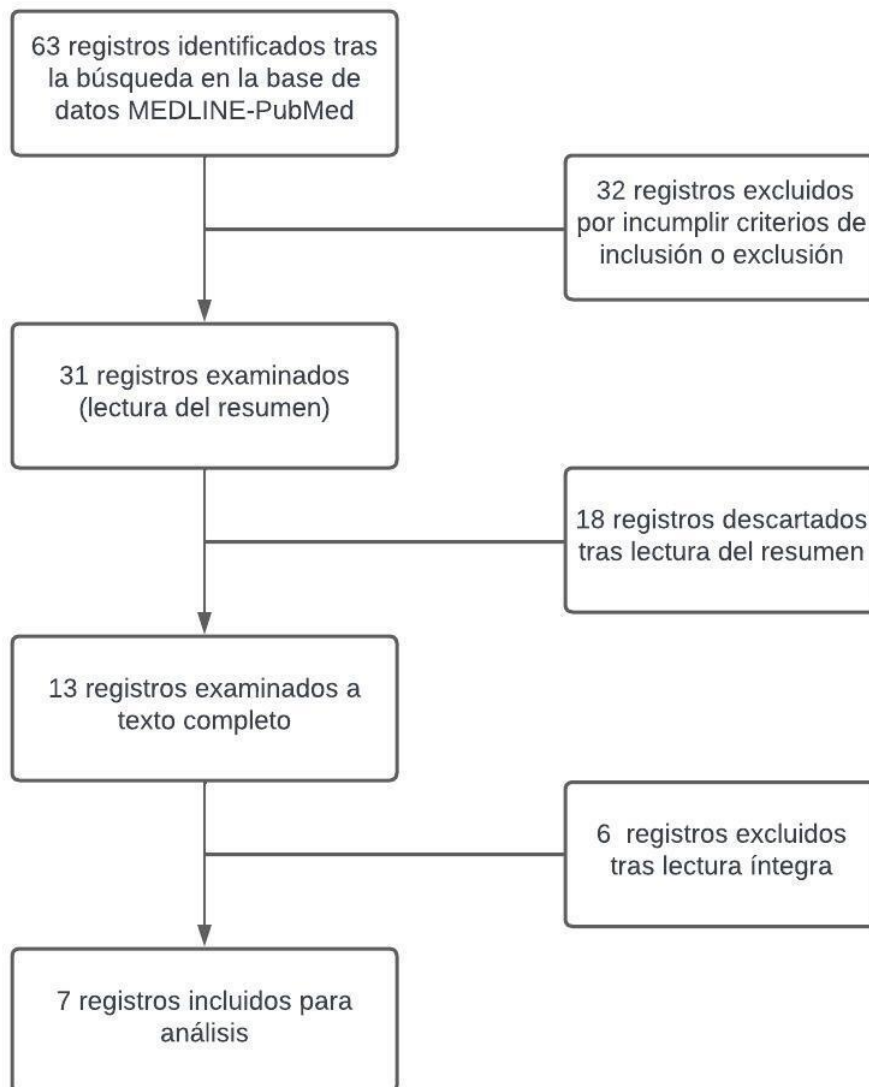 63 registros identificados tras
la búsqueda en la base de
datos MEDLINE-PubMed
32 registros excluidos
por incumplir criterios de
inclusión o exclusión
31 registros examinados
(lectura del resumen)
18 registros descartados
tras lectura del resumen
13 registros examinados a
texto completo
6 registros excluidos
tras lectura íntegra
7 registros incluidos para
análisis